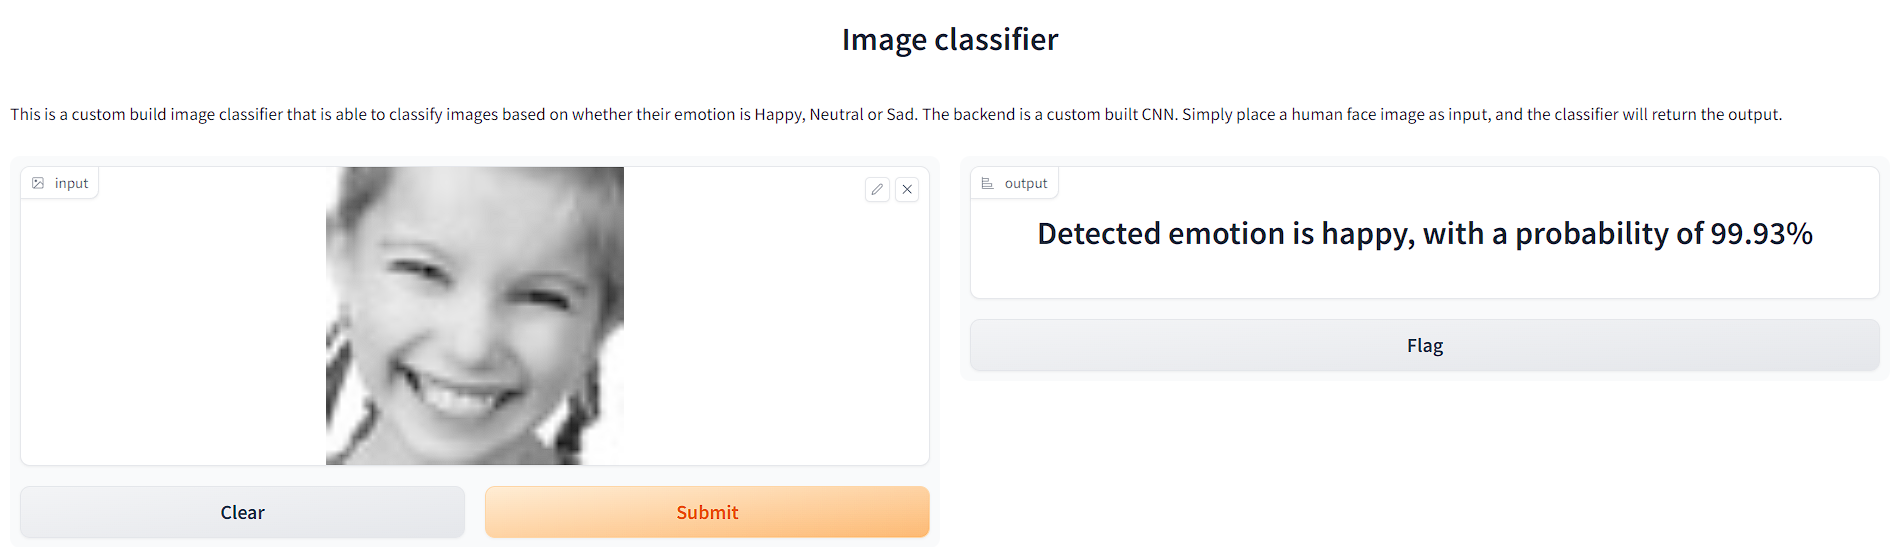 Image classifier
This is a custom build image classifier that is able to classify images based on whether their emotion is Happy, Neutral or Sad. The backend is a custom built CNN. Simply place a human face image as input, and the classifier will return the output.
input
output
Detected emotion is happy, with a probability of 99.93%
Flag
Clear
Submit